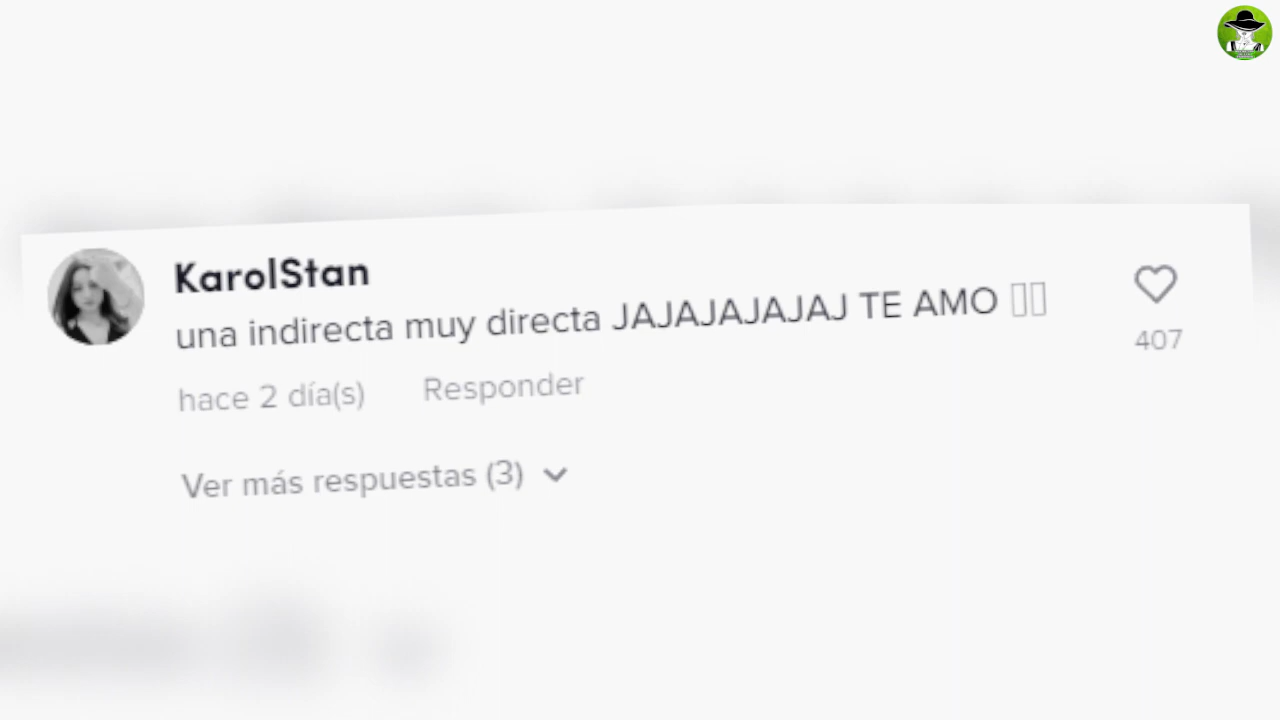 KarolStan
una indirecta muy directa JAJAJAJAJAJ TE AMO
hace 2 día(s) Responder
Ver más respuestas (3)
407